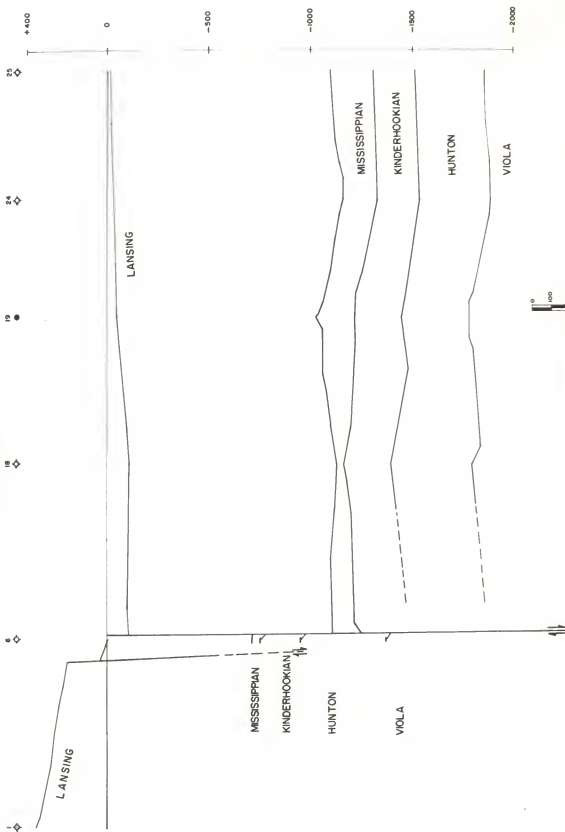 +400
0
-500
-1000
-1500
-2000
1
6
18
19
24
25
LANSING
LANSING
MISSISSIPPIAN
KINDERHOOKIAN
HUNTON
VIOLA
MISSISSIPPIAN
KINDERHOOKIAN
HUNTON
VIOLA
0
100